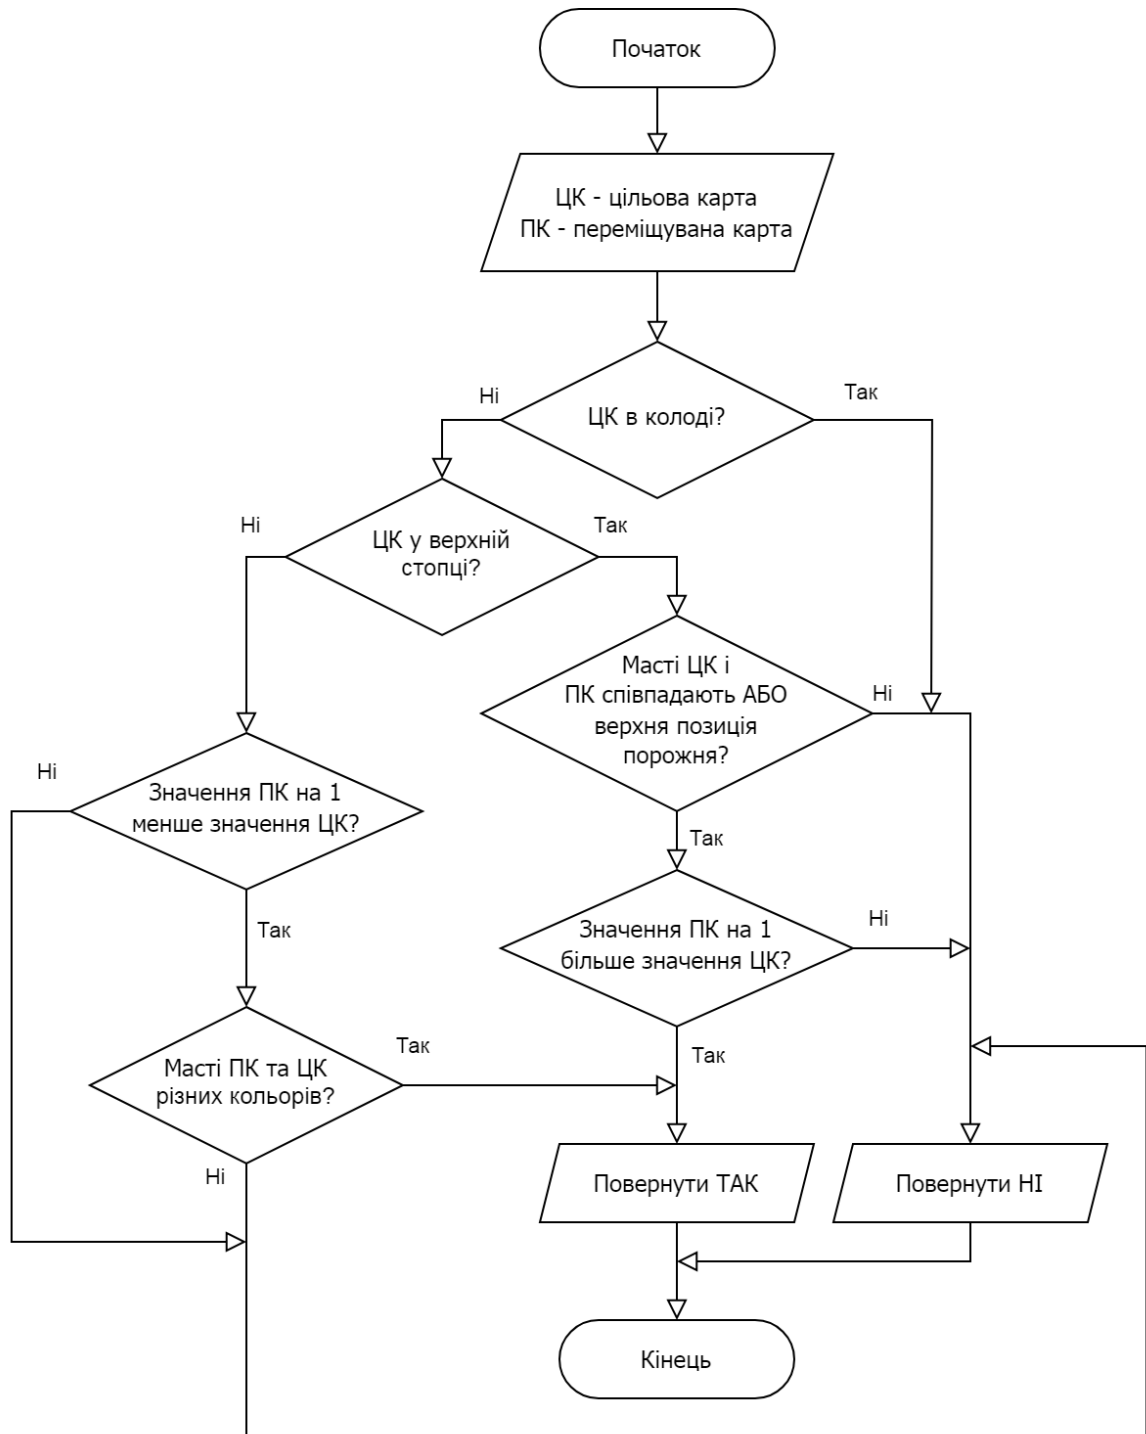 Початок
ЦК - цільова карта
ПК - переміщувана карта
ЦК в колоді?
Ні
Так
ЦК у верхній
стопці?
Ні
Так
Масті ЦК і
ПК співпадають АБО
верхня позиція
порожня?
Ні
Так
Значення ПК на 1
менше значення ЦК?
Ні
Так
Значення ПК на 1
більше значення ЦК?
Ні
Так
Масті ПК та ЦК
різних кольорів?
Так
Ні
Повернути ТАК
Повернути НІ
Кінець